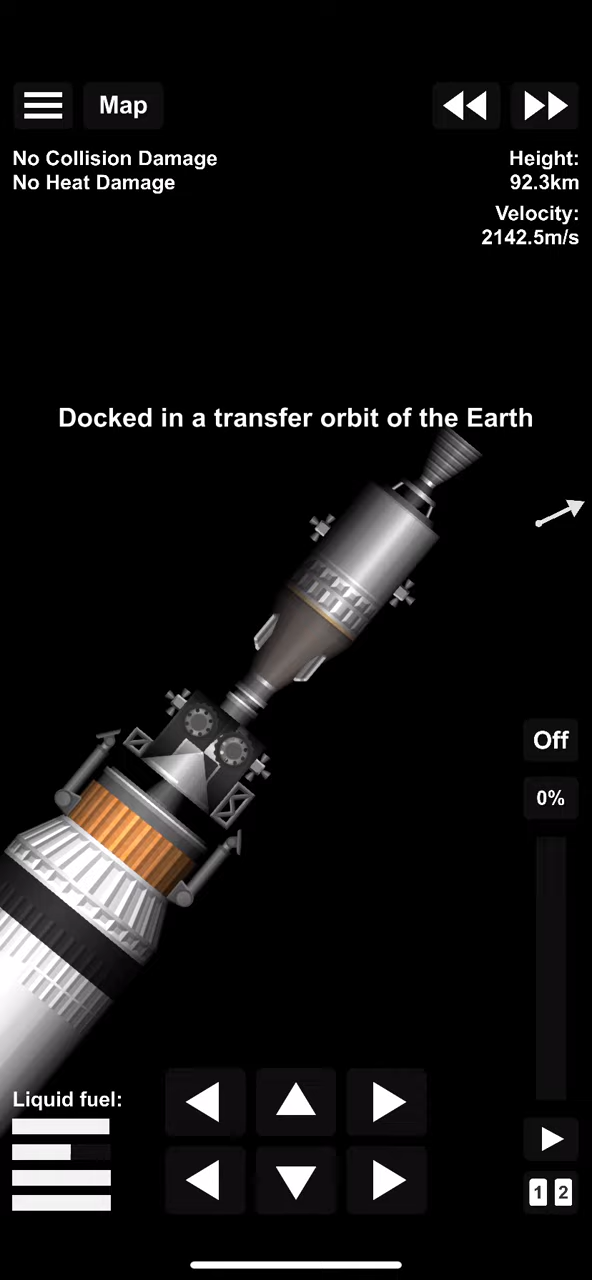 Map
No Collision Damage
No Heat Damage
Height:
92.3km
Velocity:
2142.5m/s
Docked in a transfer orbit of the Earth
Off
0%
Liquid fuel:
1 2